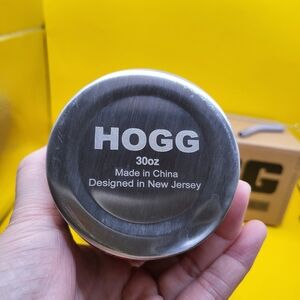 HOGG
30oz
Made in China
Designed in New Jersey
G